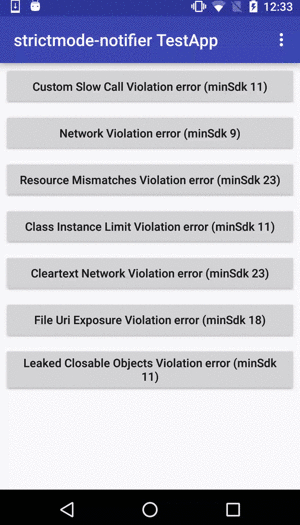 12:33
strictmode-notifier TestApp
Custom Slow Call Violation error (minSdk 11)
Network Violation error (minSdk 9)
Resource Mismatches Violation error (minSdk 23)
Class Instance Limit Violation error (minSdk 11)
Cleartext Network Violation error (minSdk 23)
File Uri Exposure Violation error (minSdk 18)
Leaked Closable Objects Violation error (minSdk
11)